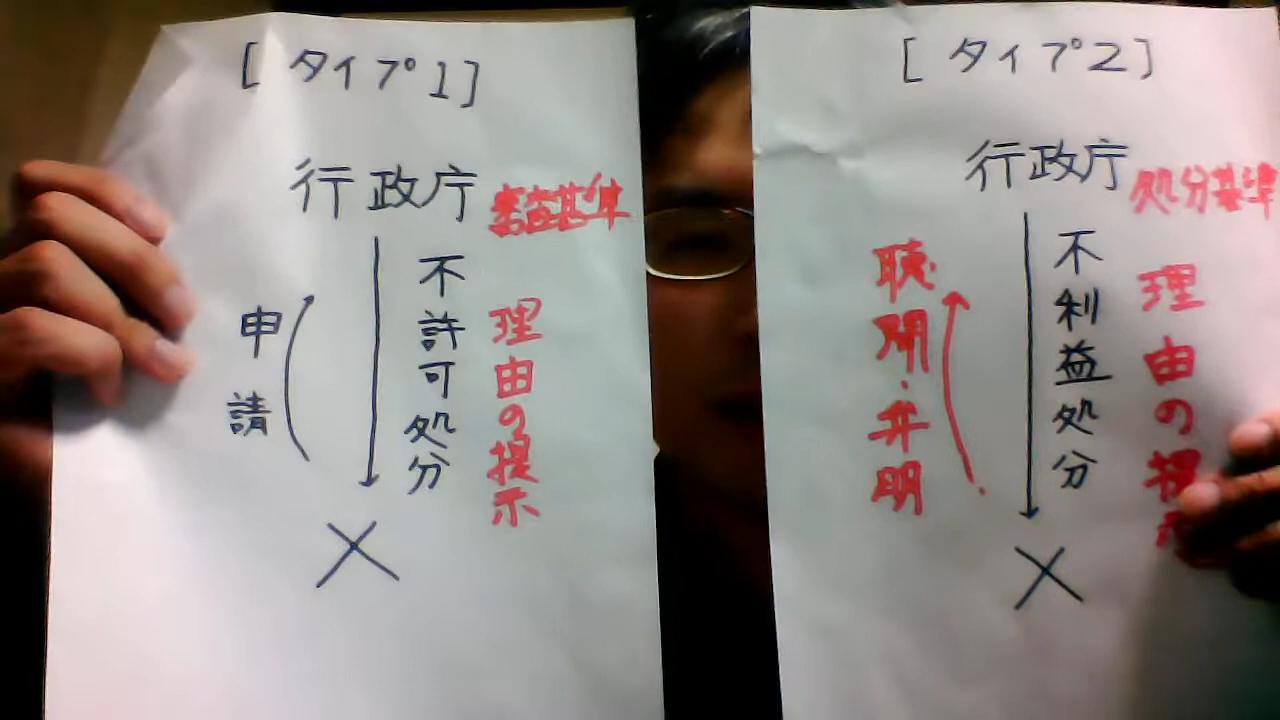 [タイプ1]
行政庁
審査基準
申請
不許可処分
理由の提示
X
[タイプ2]
行政庁
処分基準
聴聞・弁明
不利益処分
理由の提示
X